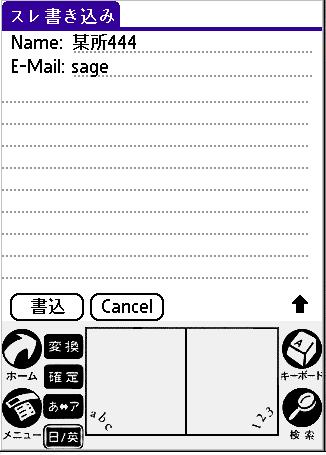 スレ書き込み
Name: 某所444
E-Mail: sage
書込
Cancel
変換
ホーム
確定
キーボード
あ⇔ア
abc
123
メニュー
日/英
検索